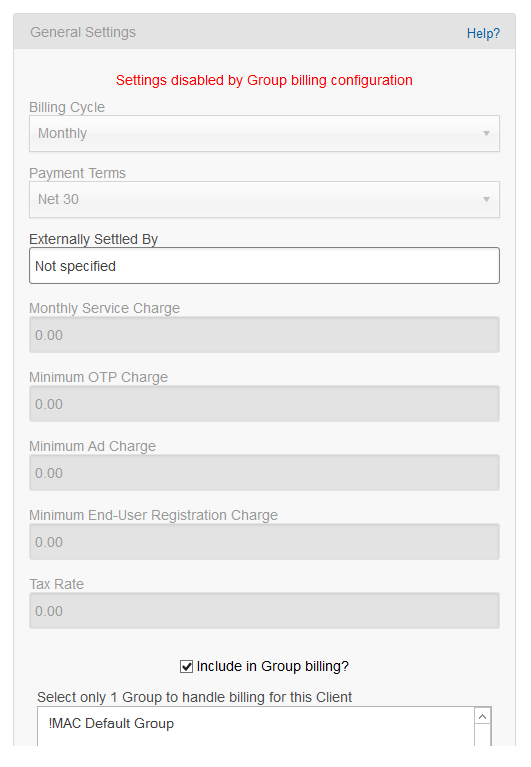 General Settings
Help?
Settings disabled by Group billing configuration
Billing Cycle
Monthly
Payment Terms
Net 30
Externally Settled By
Not specified
Monthly Service Charge
0.00
Minimum OTP Charge
0.00
Minimum Ad Charge
0.00
Minimum End-User Registration Charge
0.00
Tax Rate
0.00
Include in Group billing?
Select only 1 Group to handle billing for this Client
!MAC Default Group